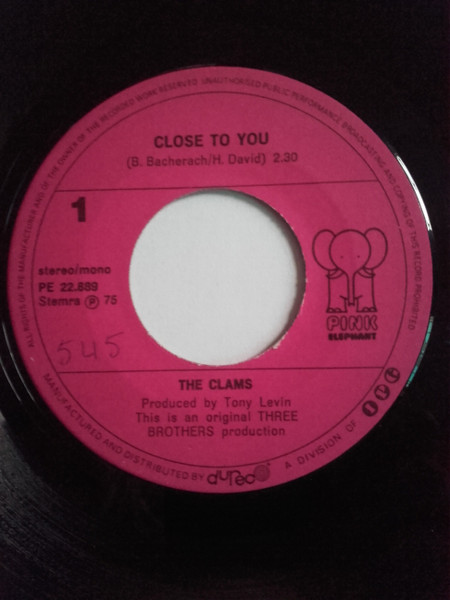 ALL RIGHTS OF THE MANUFACTURER AND OF THE OWNER OF THE RECORDED WORK RESERVED. UNAUTHORISED PUBLIC PERFORMANCE BROADCASTING AND COPYING OF THIS RECORD PROHIBITED
CLOSE TO YOU
(B. Bacherach/H. David) 2.30
1
stereo/mono
PE 22.889
Stemra Ⓟ 75
PINK
ELEPHANT
545
THE CLAMS
Produced by Tony Levin
This is an original THREE
BROTHERS production
MANUFACTURED AND DISTRIBUTED BY dureco A DIVISION OF